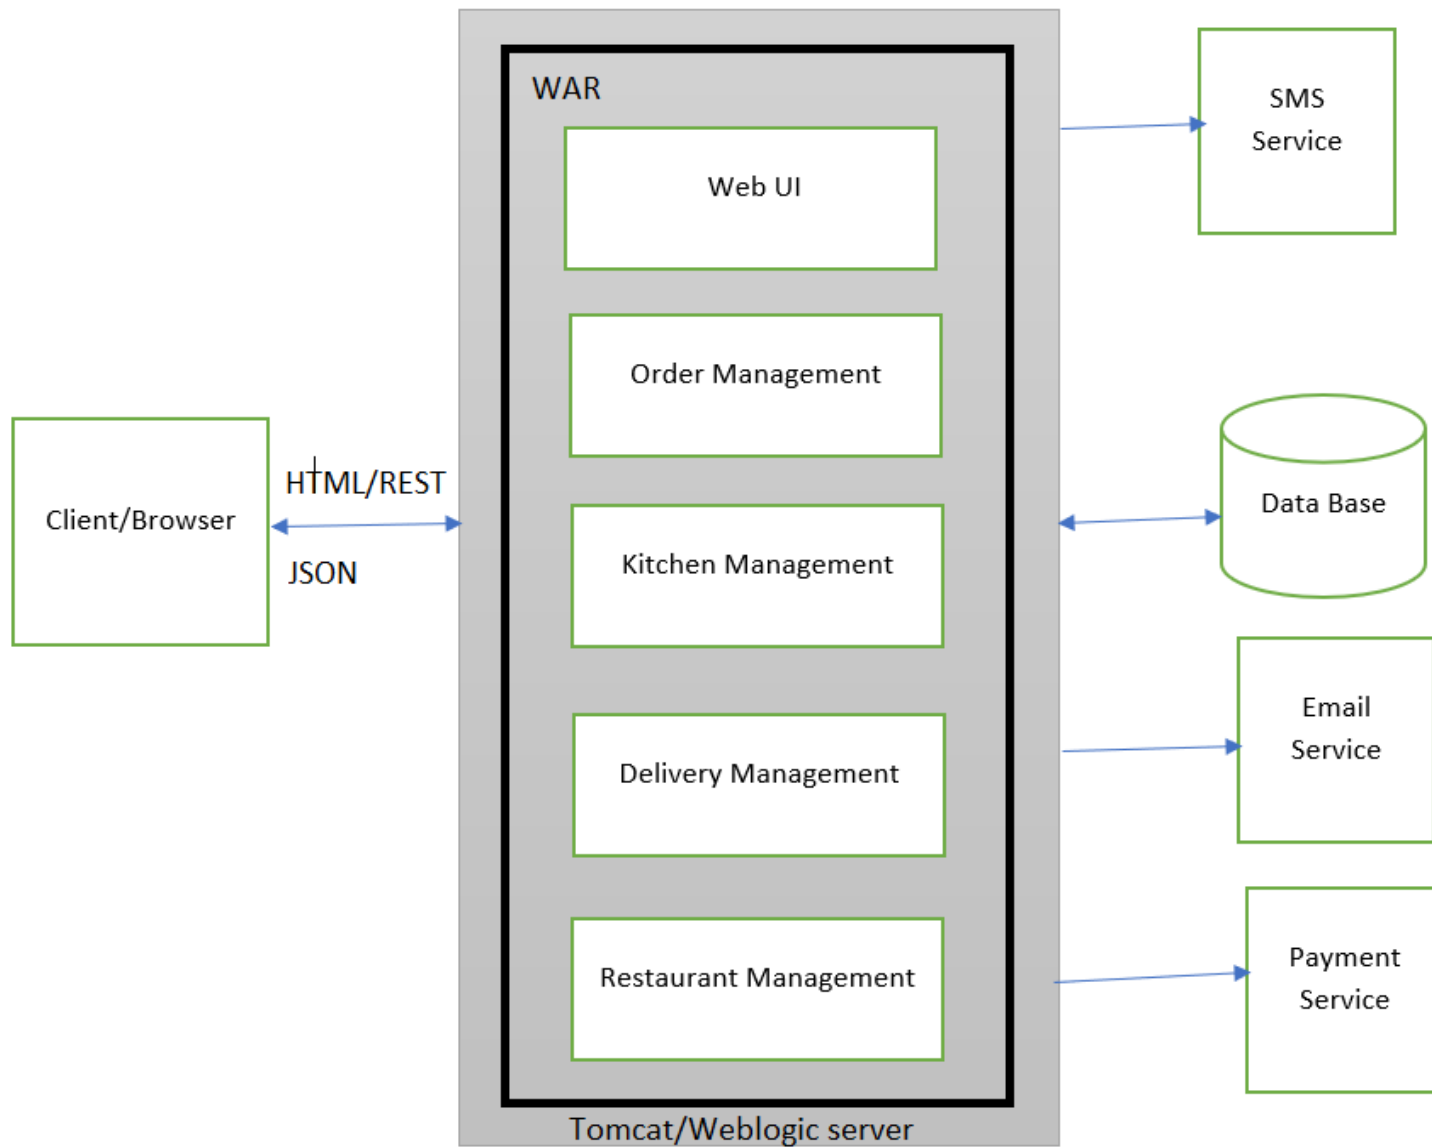 WAR
Web UI
Order Management
Kitchen Management
Delivery Management
Restaurant Management
Tomcat/Weblogic server
Client/Browser
HTML/REST
JSON
SMS
Service
Data Base
Email
Service
Payment
Service